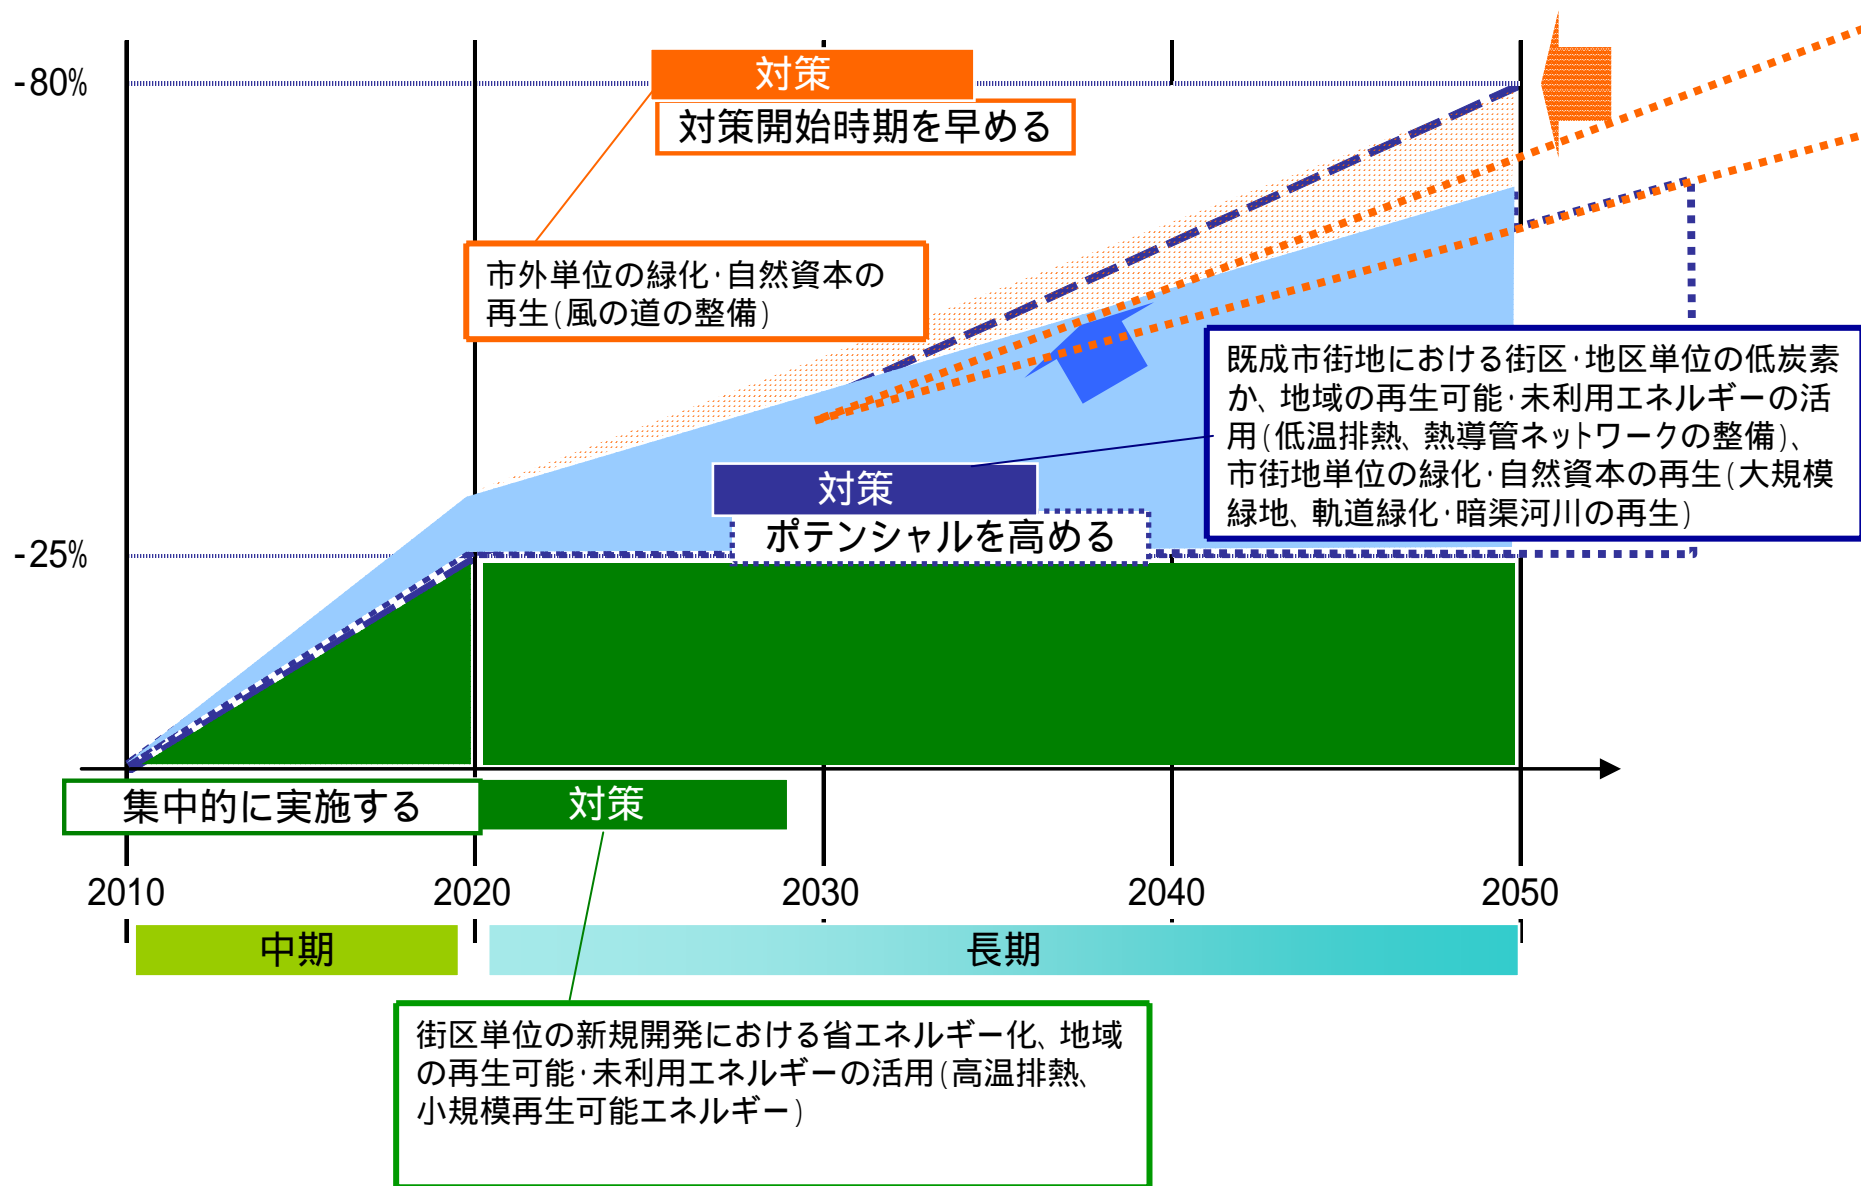 -80%
対策
対策開始時期を早める
市外単位の緑化･自然資本の
再生(風の道の整備)
既成市街地における街区･地区単位の低炭素
か、地域の再生可能･未利用エネルギーの活
用(低温排熱、熱導管ネットワークの整備)、
市街地単位の緑化･自然資本の再生(大規模
緑地、軌道緑化･暗渠河川の再生)
対策
ポテンシャルを高める
-25%
集中的に実施する
対策
2010
2020
2030
2040
2050
中期
長期
街区単位の新規開発における省エネルギー化、地域
の再生可能･未利用エネルギーの活用(高温排熱、
小規模再生可能エネルギー)